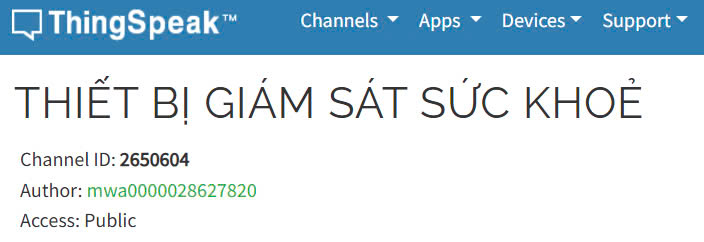 ThingSpeak™ Channels Apps Devices Support
THIẾT BỊ GIÁM SÁT SỨC KHOẺ
Channel ID: 2650604
Author: mwa0000028627820
Access: Public